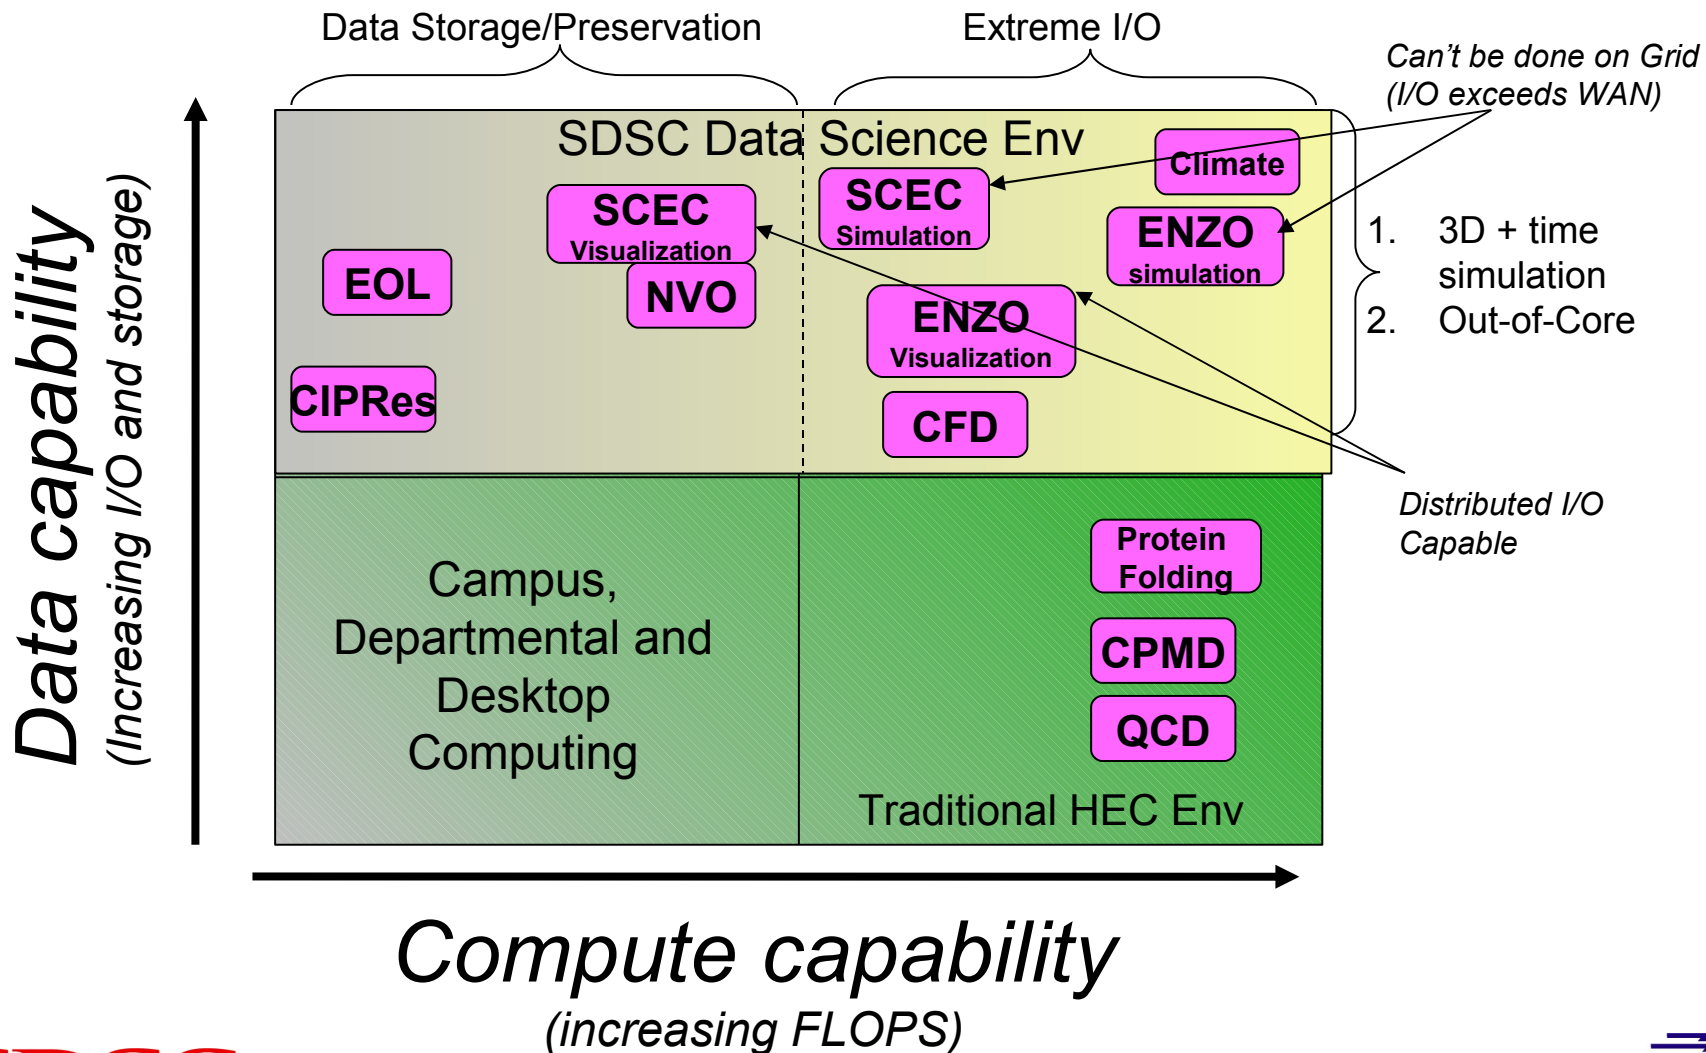 Data Storage/Preservation
Extreme I/O
Can't be done on Grid
(I/O exceeds WAN)
SDSC Data Science Env
Climate
SCEC
Visualization
SCEC
Simulation
ENZO
simulation
EOL
NVO
ENZO
Visualization
CIPRes
CFD
1. 3D + time
simulation
2. Out-of-Core
Distributed I/O
Capable
Data capability
(Increasing I/O and storage)
Campus,
Departmental and
Desktop
Computing
Protein
Folding
CPMD
QCD
Traditional HEC Env
Compute capability
(increasing FLOPS)